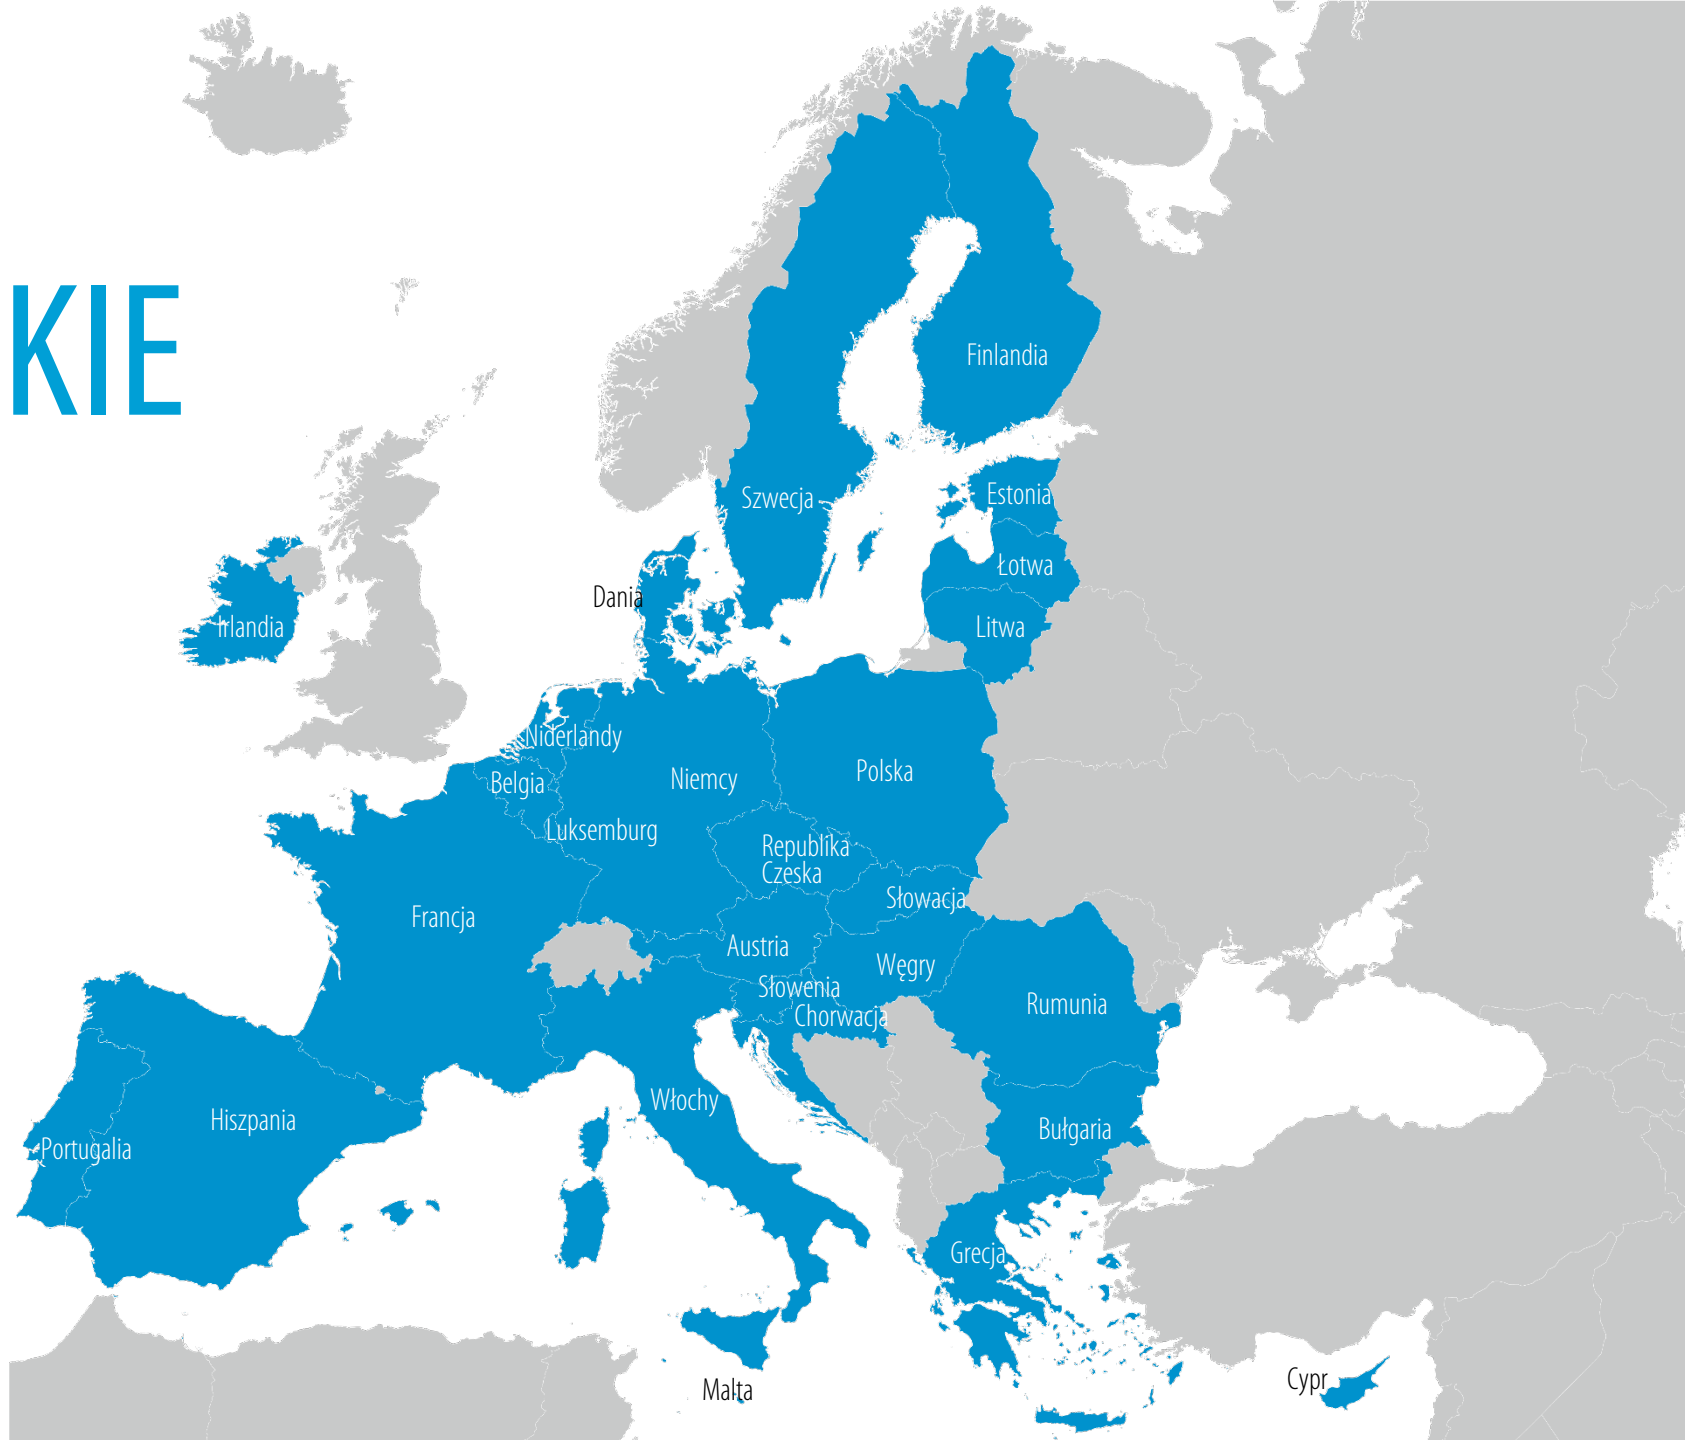 KIE
Finlandia
Szwecja
Estonia
Łotwa
Dania
Litwa
Irlandia
Niderlandy
Polska
Niemcy
Belgia
Luksemburg
Republika
Czeska
Słowacja
Francja
Austria
Węgry
Słowenia
Rumunia
Chorwacja
Włochy
Hiszpania
Bułgaria
Portugalia
Grecja
Cypr
Malta